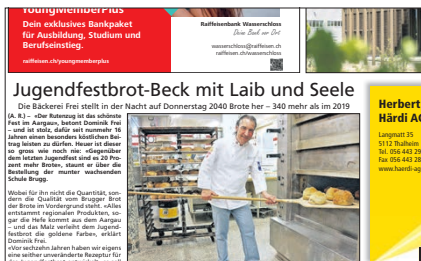 YoungMemberPlus
Dein exklusives Bankpaket
für Ausbildung, Studium und
Berufseinstieg.
raiffeisen.ch/youngmemberplus
Raiffeisenbank Wasserschloss
Deine Bank vor Ort
wasserschloss@raiffeisen.ch
raiffeisen.ch/wasserschloss
Jugendfestbrot-Beck mit Laib und Seele
Die Bäckerei Frei stellt in der Nacht auf Donnerstag 2040 Brote her – 340 mehr als im 2019
(A. R.) – «Der Rutenzug ist das schönste
Fest im Aargau», betont Dominik Frei
– und ist stolz, dafür seit nunmehr 16
Jahren einen besonders köstlichen Bei-
trag leisten zu dürfen. Heuer ist dieser
so gross wie noch nie: «Gegenüber
dem letzten Jugendfest sind es 20 Pro-
zent mehr Brote», staunt er über die
Bestellung der munter wachsenden
Schule Brugg.
Wobei für ihn nicht die Quantität, son-
dern die Qualität vom Brugger Brot
der Brote im Vordergrund steht. «Alles
entstammt regionalen Produkten, so-
gar die Hefe kommt aus dem Aargau
– und das Malz verleiht dem Jugend-
festbrot die goldene Farbe», erklärt
Dominik Frei.
«Vor sechzehn Jahren haben wir eigens
eine seither unveränderte Rezeptur für
Herbert
Härdi AG
Langmatt 35
5112 Thalheim
Tel. 056 443 29
Fax 056 443 28
www.haerdi-ag